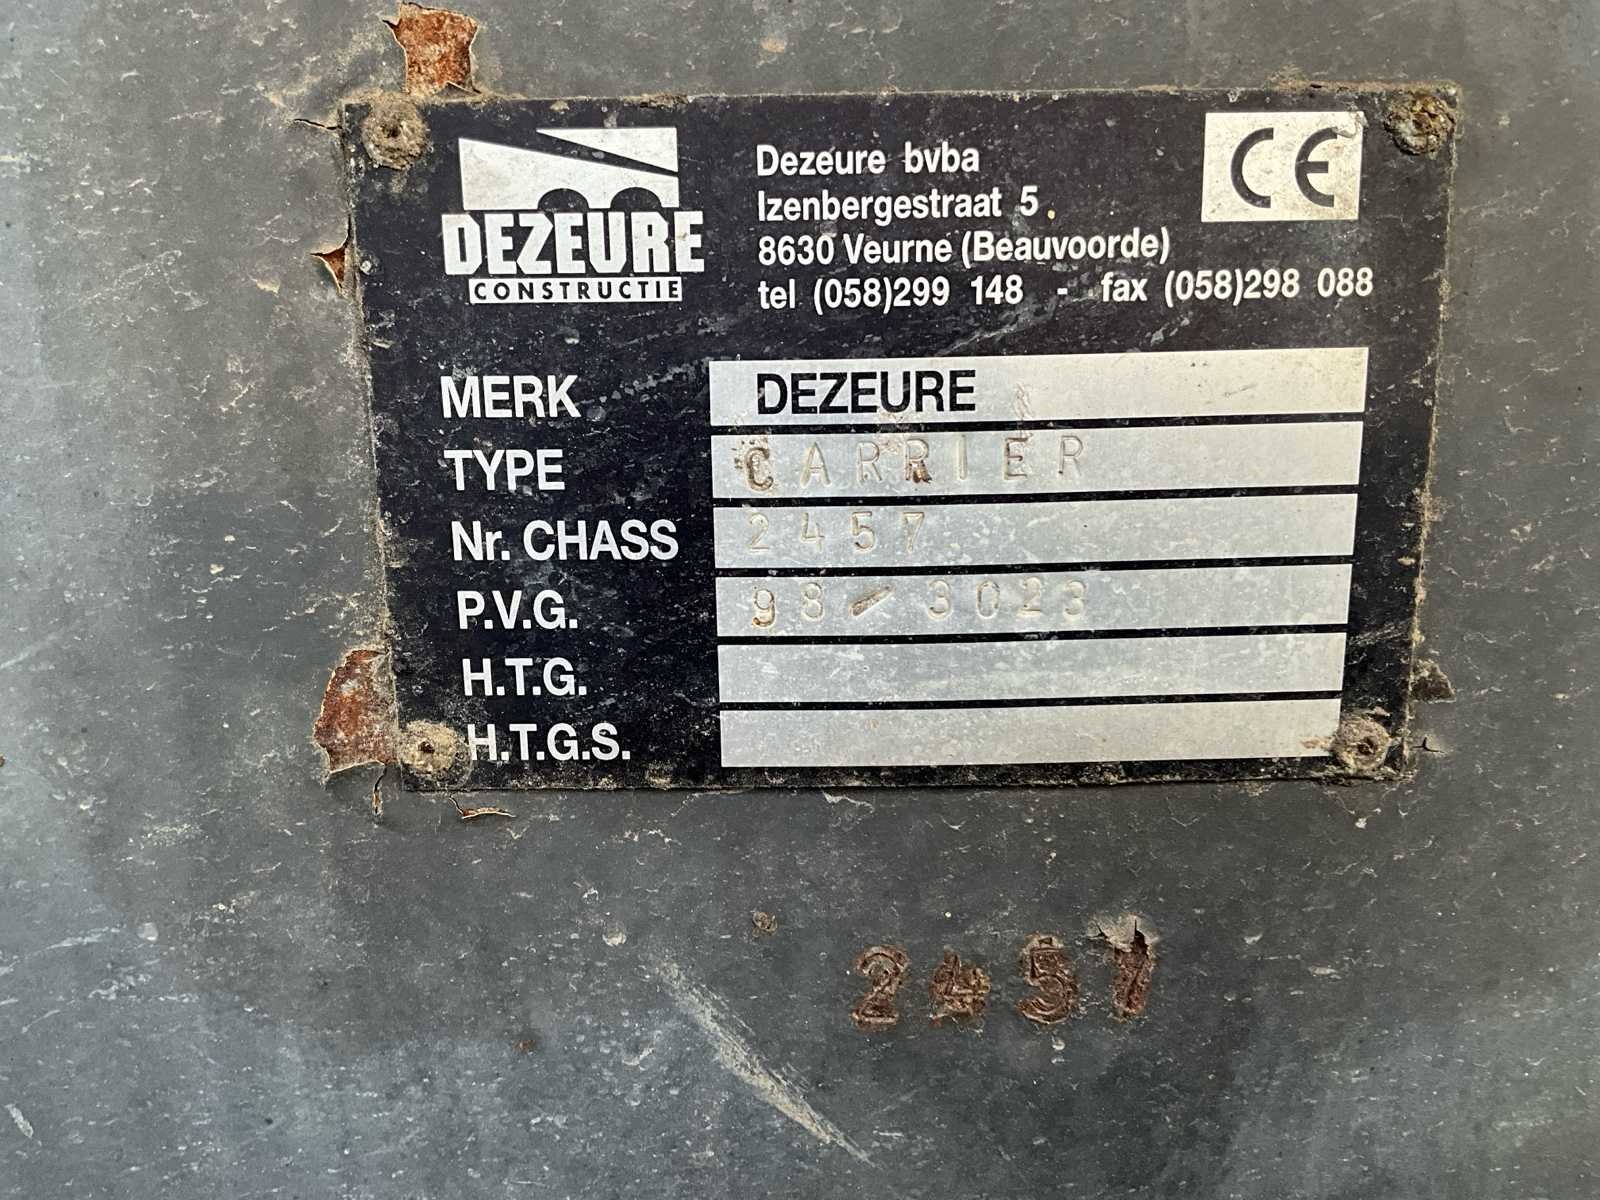 DEZEURE
CONSTRUCTIE
Dezeure bvba
Izenbergestraat 5
8630 Veurne (Beauvoorde)
tel (058)299 148 - fax (058)298 088
CE
MERK DEZEURE
TYPE CARRIER
Nr. CHASS 2457
P.V.G. 98/3023
H.T.G.
H.T.G.S.
2457